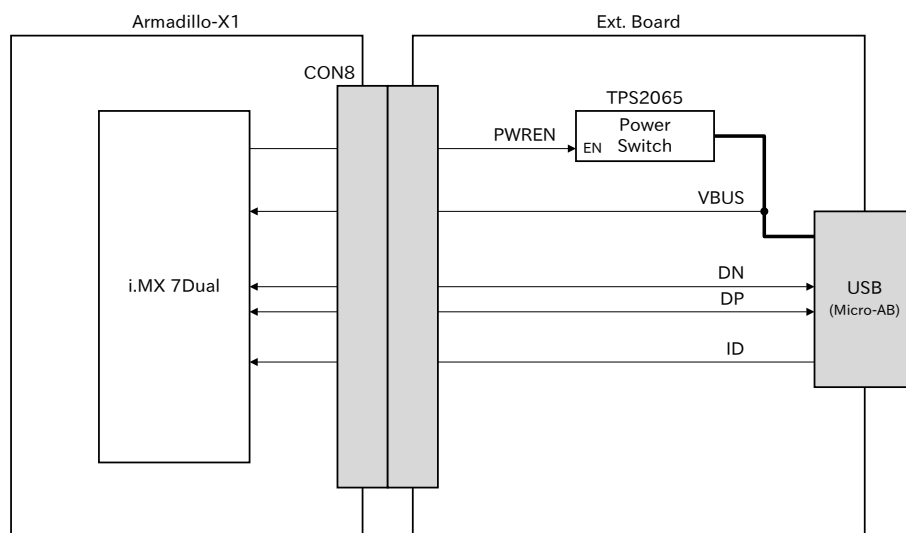 Armadillo-X1
Ext. Board
CON8
TPS2065
PWREN
EN
Power
Switch
VBUS
i.MX 7Dual
DN
DP
USB
(Micro-AB)
ID